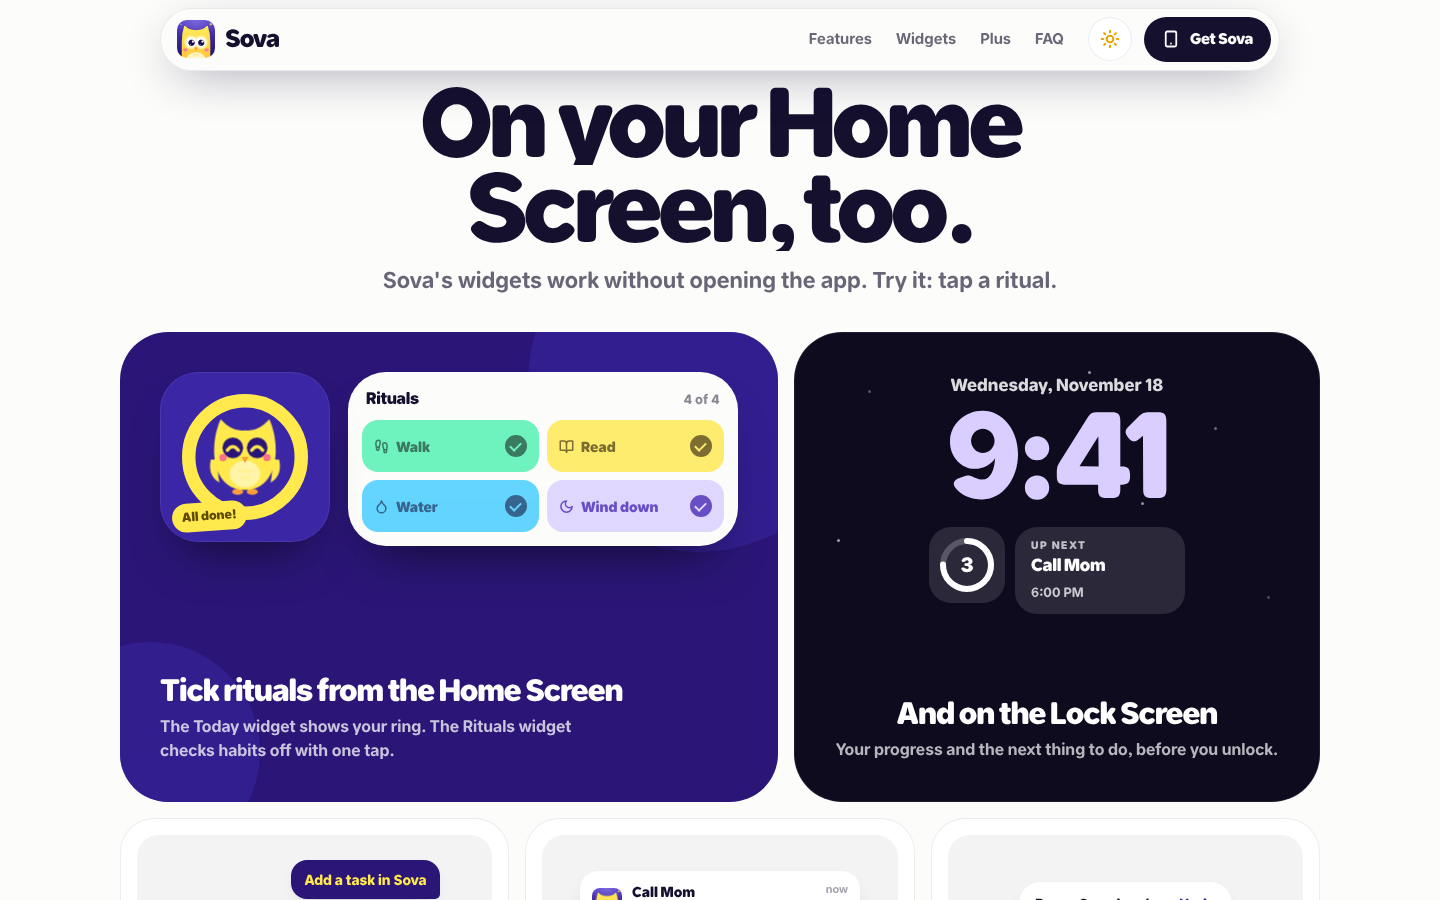 Sova
Features
Widgets
Plus
FAQ
Get Sova
On your Home
Screen, too.
Sova's widgets work without opening the app. Try it: tap a ritual.
All done!
Rituals
4 of 4
Walk
Read
Water
Wind down
Tick rituals from the Home Screen
The Today widget shows your ring. The Rituals widget
checks habits off with one tap.
Wednesday, November 18
9:41
3
UP NEXT
Call Mom
6:00 PM
And on the Lock Screen
Your progress and the next thing to do, before you unlock.
Add a task in Sova
Call Mom
now